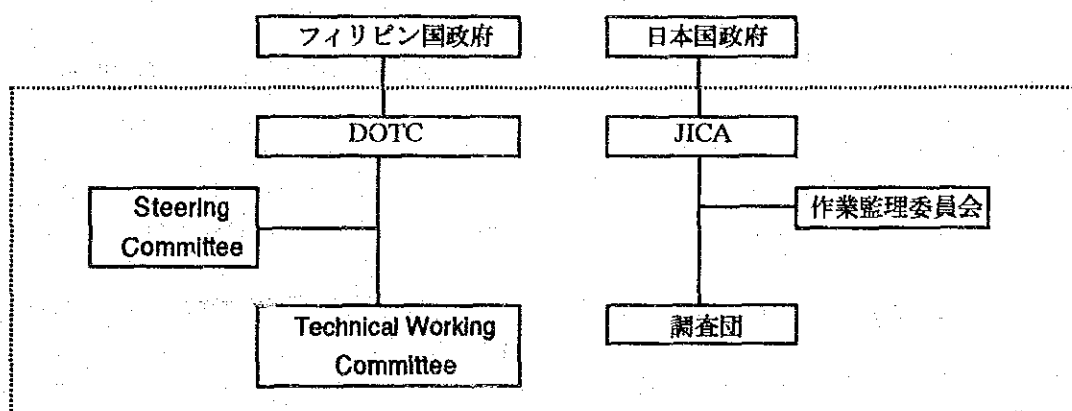 フィリピン国政府
日本国政府
DOTC
JICA
Steering
Committee
作業監理委員会
Technical Working
Committee
調査団